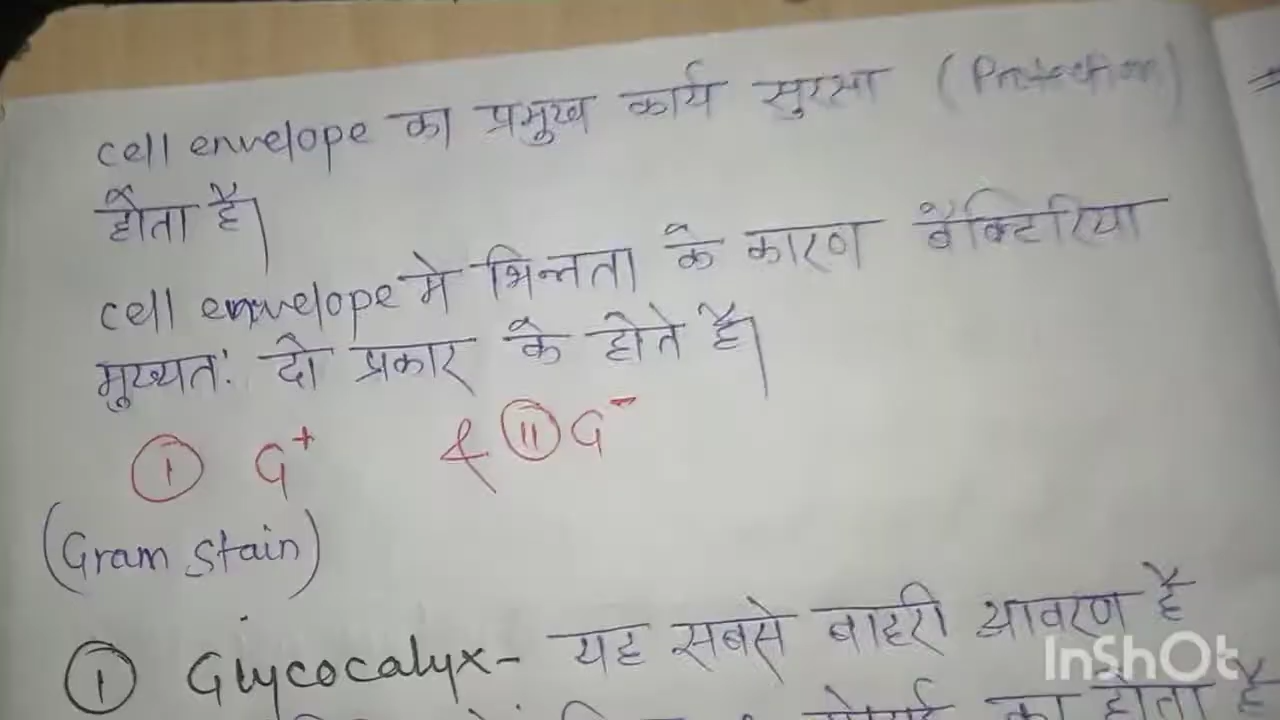 cell envelope का प्रमुख कार्य सुरक्षा (Protection)
होता है।
cell envelope मे भिन्नता के कारण बैक्टिरिया
मुख्यतः दो प्रकार के होते है।
① G⁺ & ⑪ G⁻
(Gram Stain)
① Glycocalyx- यह सबसे बाहरी आवरण है
का होता है
InShOt